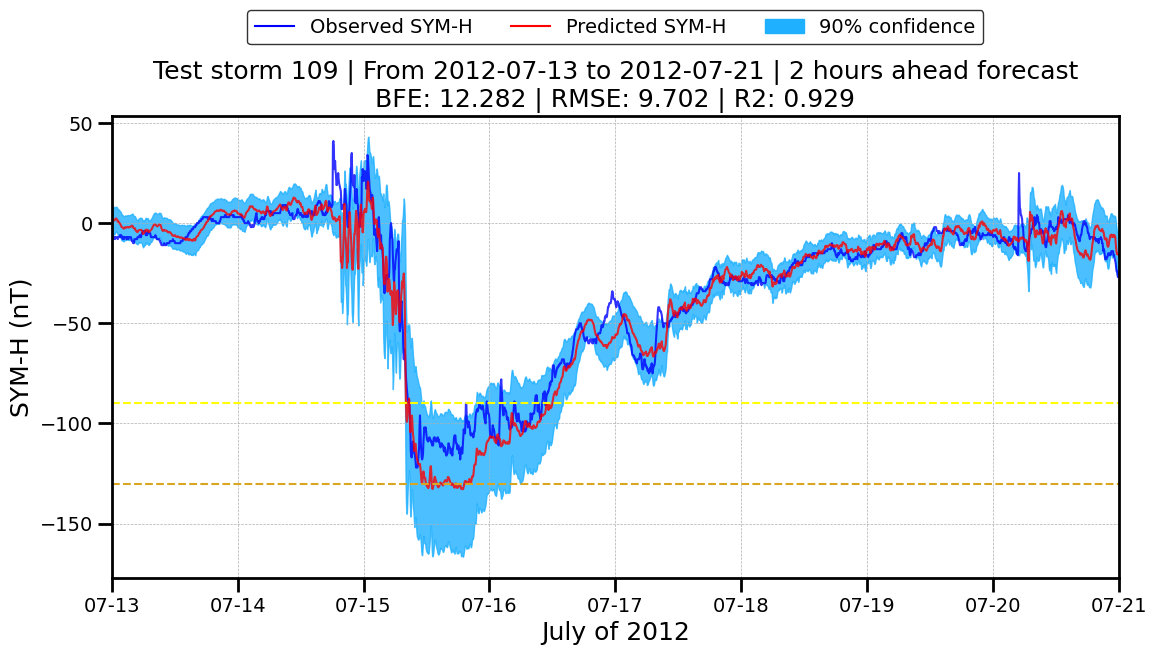 Observed SYM-H Predicted SYM-H 90% confidence
Test storm 109 | From 2012-07-13 to 2012-07-21 | 2 hours ahead forecast
BFE: 12.282 | RMSE: 9.702 | R2: 0.929
SYM-H (nT)
50
0
−50
−100
−150
07-13 07-14 07-15 07-16 07-17 07-18 07-19 07-20 07-21
July of 2012